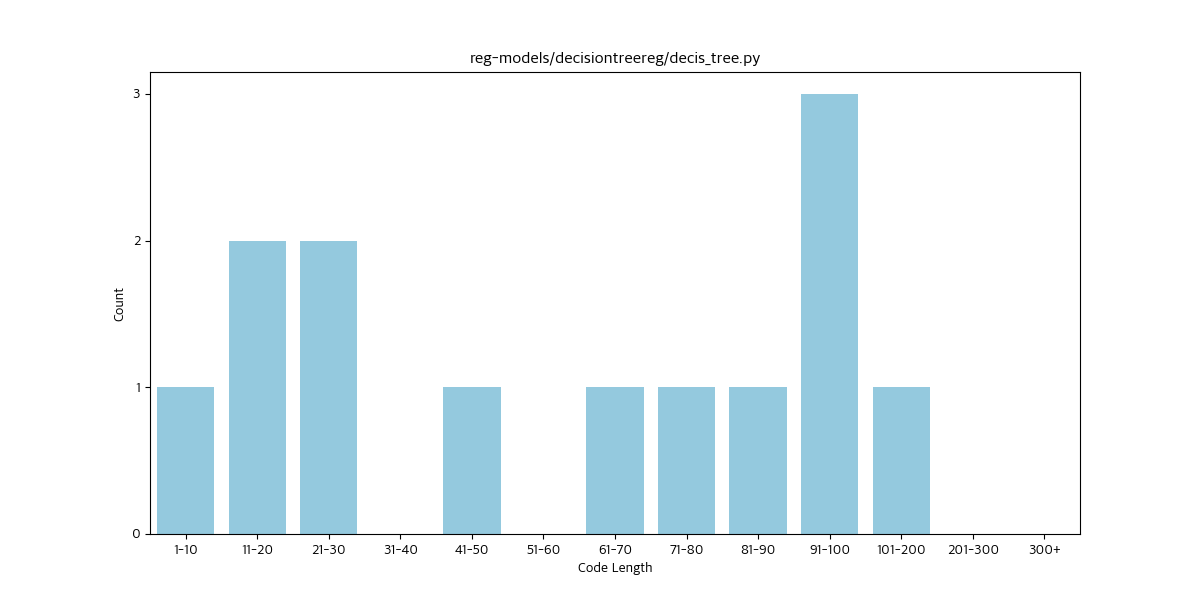 reg-models/decisiontreereg/decis_tree.py
3
2
1
0
Count
1-10 11-20 21-30 31-40 41-50 51-60 61-70 71-80 81-90 91-100 101-200 201-300 300+
Code Length